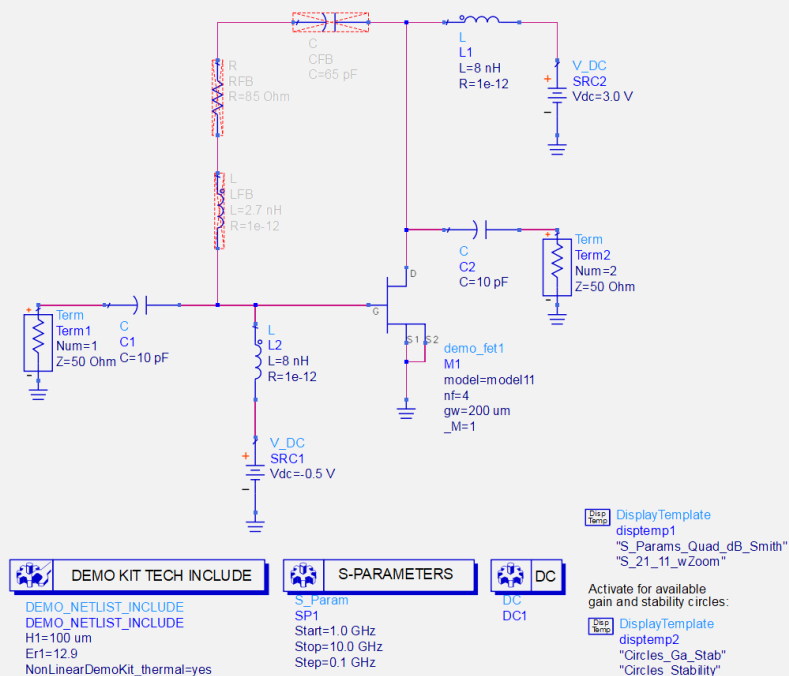 C
CFB
C=65 pF
R
RFB
R=85 Ohm
L
LFB
L=2.7 nH
R=1e-12
L
L1
L=8 nH
R=1e-12
V_DC
SRC2
Vdc=3.0 V
+
-
C
C2
C=10 pF
+
-
Term
Term2
Num=2
Z=50 Ohm
D
G
S1
S2
demo_fet1
M1
model=model11
nf=4
gw=200 um
_M=1
+
-
Term
Term1
Num=1
Z=50 Ohm
C
C1
C=10 pF
L
L2
L=8 nH
R=1e-12
V_DC
SRC1
Vdc=-0.5 V
+
-
DEMO KIT TECH INCLUDE
DEMO_NETLIST_INCLUDE
DEMO_NETLIST_INCLUDE
H1=100 um
Er1=12.9
NonLinearDemoKit_thermal=yes
S-PARAMETERS
S_Param
SP1
Start=1.0 GHz
Stop=10.0 GHz
Step=0.1 GHz
DC
DC
DC1
Disp
Temp
DisplayTemplate
disptemp1
"S_Params_Quad_dB_Smith"
"S_21_11_wZoom"
Activate for available
gain and stability circles:
Disp
Temp
DisplayTemplate
disptemp2
"Circles_Ga_Stab"
"Circles_Stability"